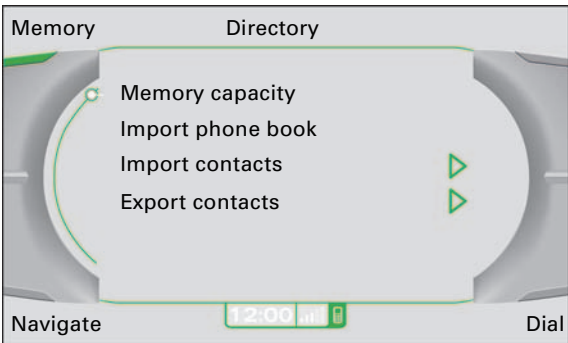 Memory Directory
Memory capacity
Import phone book
Import contacts
Export contacts
12:00
Navigate Dial